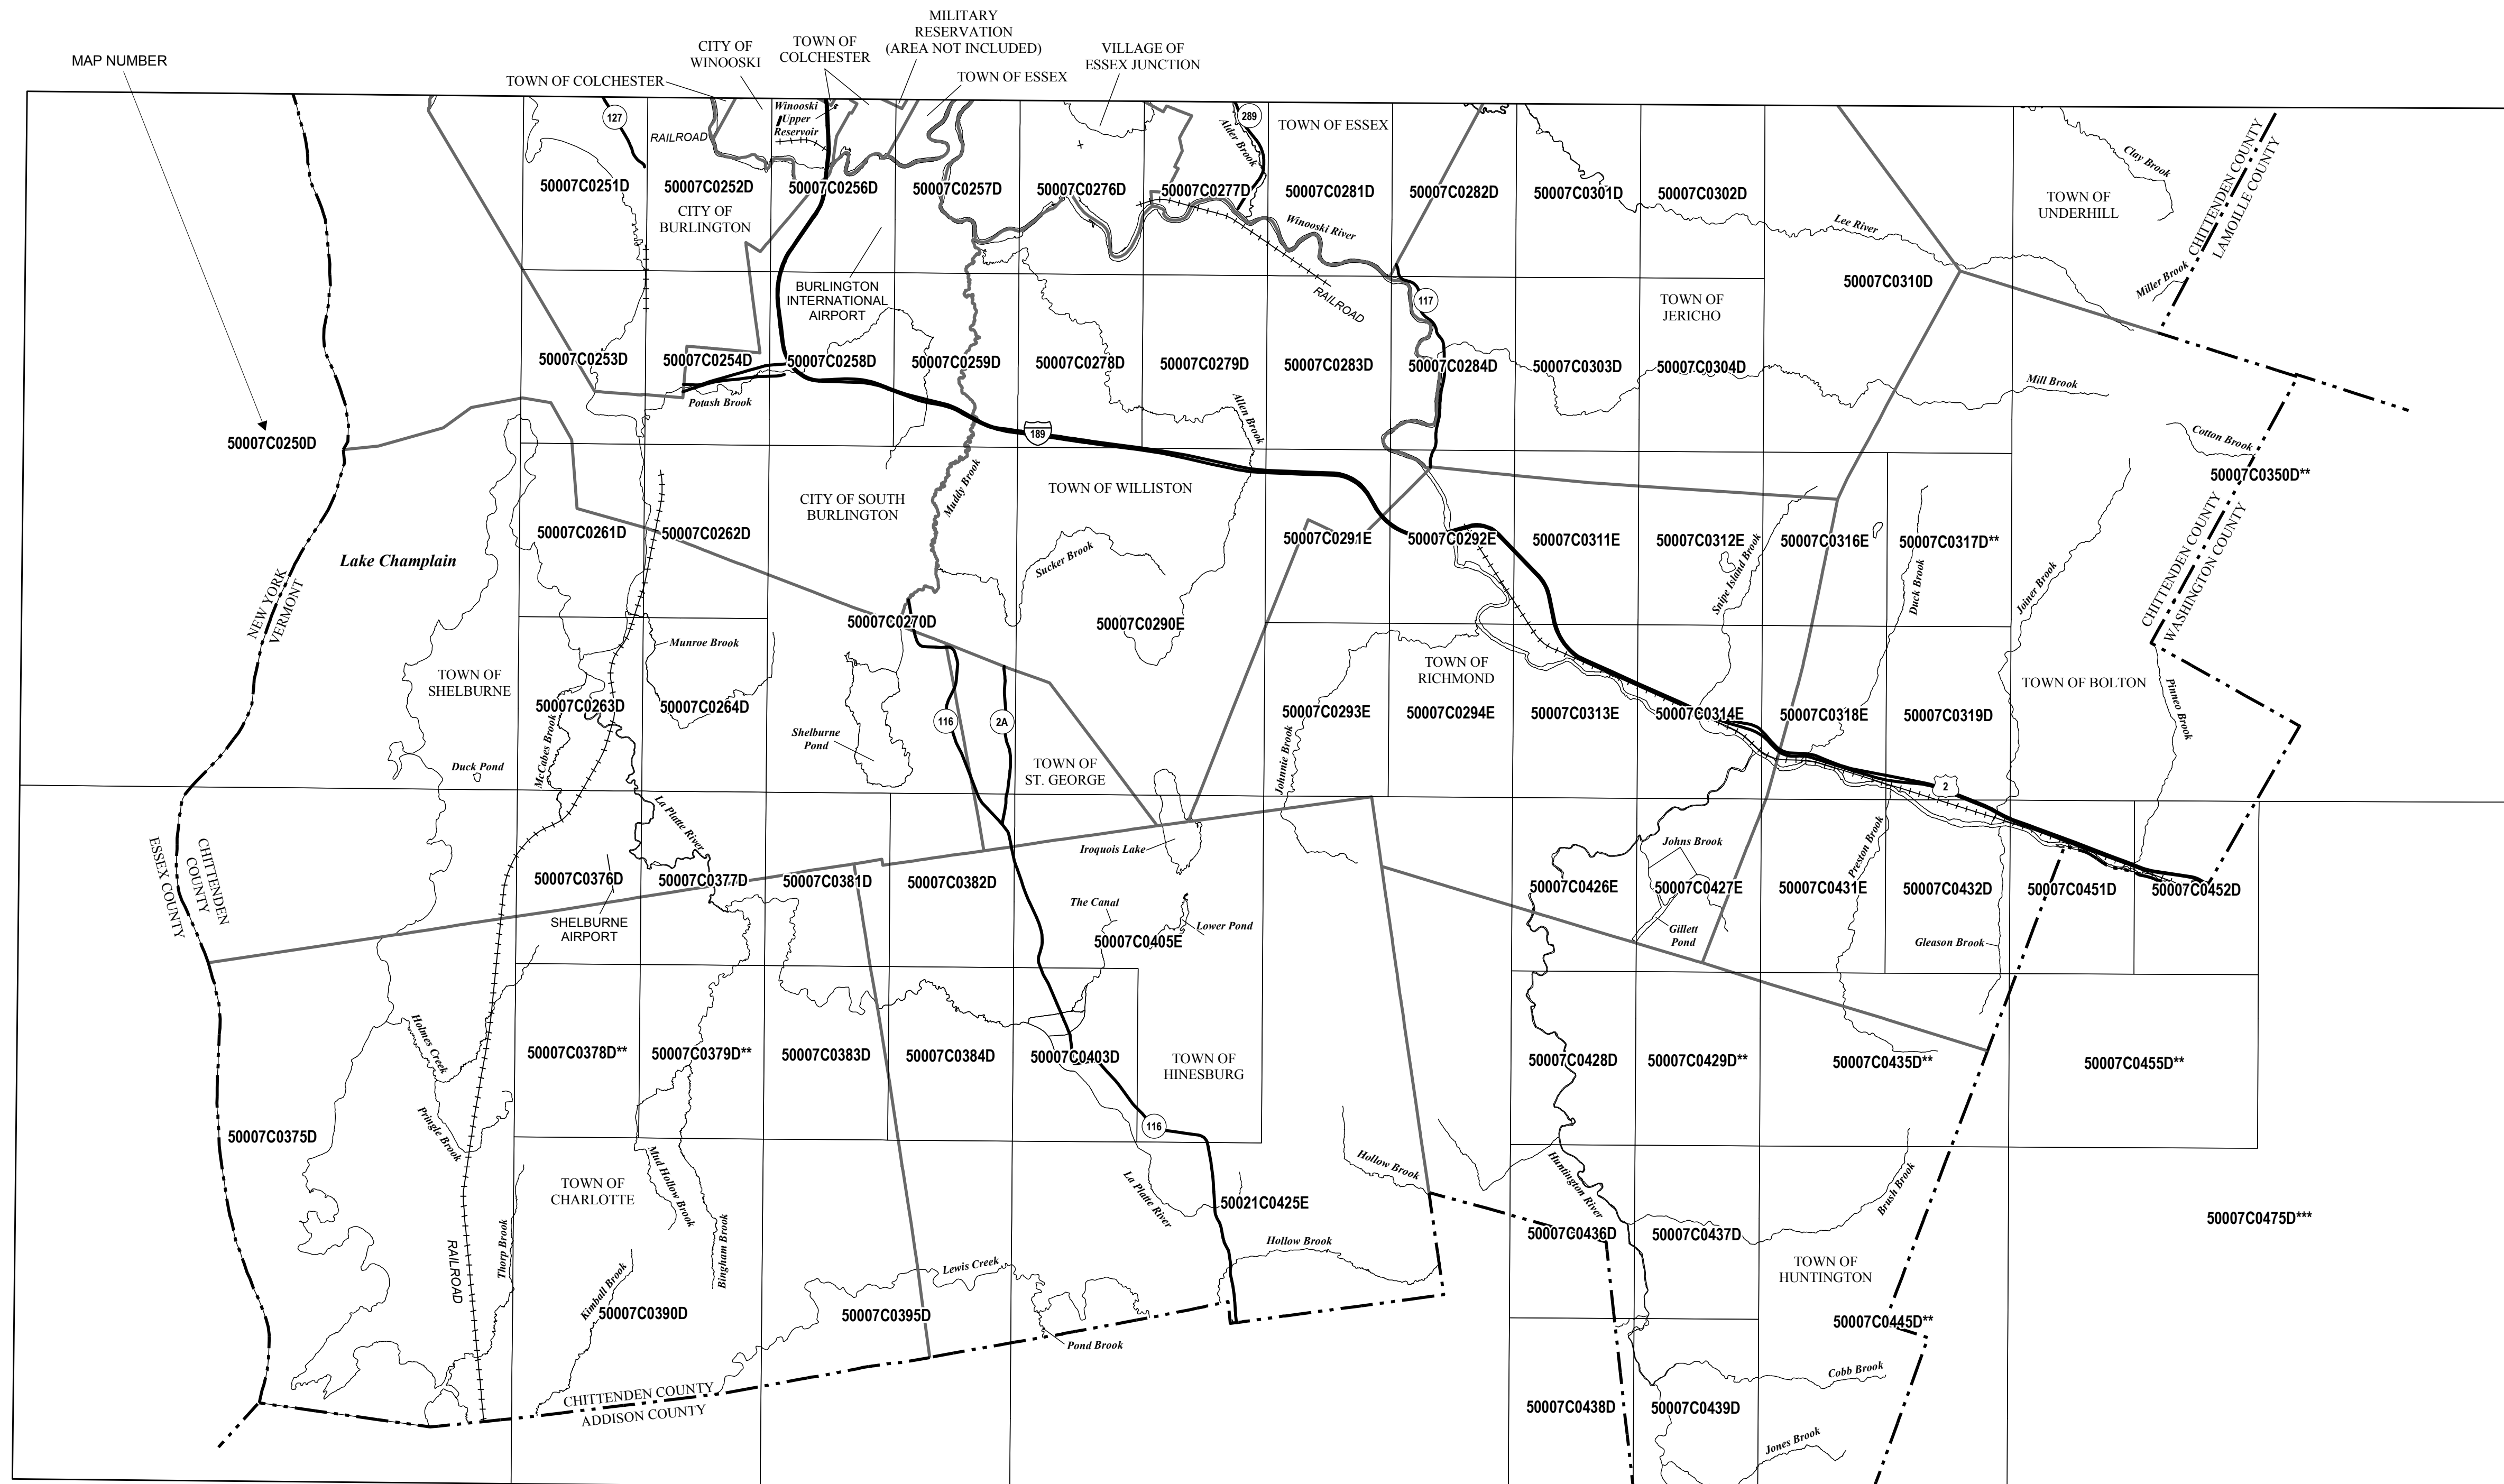 MAP NUMBER
MILITARY
RESERVATION
(AREA NOT INCLUDED)
CITY OF
WINOOSKI
TOWN OF
COLCHESTER
VILLAGE OF
ESSEX JUNCTION
TOWN OF COLCHESTER
TOWN OF ESSEX
127
RAILROAD
Winooski
Upper
Reservoir
289
Alder Brook
TOWN OF ESSEX
Clay Brook
CHITTENDEN COUNTY
LAMOILLE COUNTY
50007C0251D
50007C0252D
50007C0256D
50007C0257D
50007C0276D
50007C0277D
50007C0281D
50007C0282D
50007C0301D
50007C0302D
CITY OF
BURLINGTON
Winooski River
Lee River
TOWN OF
UNDERHILL
Miller Brook
50007C0310D
BURLINGTON
INTERNATIONAL
AIRPORT
RAILROAD
117
TOWN OF
JERICHO
50007C0253D
50007C0254D
50007C0258D
50007C0259D
50007C0278D
50007C0279D
50007C0283D
50007C0284D
50007C0303D
50007C0304D
Mill Brook
Potash Brook
Allen Brook
189
50007C0250D
Cotton Brook
50007C0350D**
Muddy Brook
CITY OF SOUTH
BURLINGTON
TOWN OF WILLISTON
50007C0261D
50007C0262D
50007C0291E
50007C0292E
50007C0311E
50007C0312E
50007C0316E
50007C0317D**
Lake Champlain
Sucker Brook
Snipe Island Brook
Duck Brook
Joiner Brook
CHITTENDEN COUNTY
WASHINGTON COUNTY
NEW YORK
VERMONT
50007C0270D
50007C0290E
Munroe Brook
TOWN OF
SHELBURNE
TOWN OF
RICHMOND
TOWN OF BOLTON
50007C0263D
50007C0264D
116
2A
50007C0293E
50007C0294E
50007C0313E
50007C0314E
50007C0318E
50007C0319D
Pinneo Brook
McCabes Brook
Shelburne
Pond
Johnnie Brook
Duck Pond
TOWN OF
ST. GEORGE
2
La Platte River
ESSEX COUNTY
CHITTENDEN
COUNTY
Iroquois Lake
Johns Brook
Preston Brook
50007C0376D
50007C0377D
50007C0381D
50007C0382D
50007C0426E
50007C0427E
50007C0431E
50007C0432D
50007C0451D
50007C0452D
SHELBURNE
AIRPORT
The Canal
Lower Pond
50007C0405E
Gillett
Pond
Gleason Brook
Holmes Creek
50007C0378D**
50007C0379D**
50007C0383D
50007C0384D
50007C0403D
TOWN OF
HINESBURG
50007C0428D
50007C0429D**
50007C0435D**
50007C0455D**
Pringle Brook
50007C0375D
116
TOWN OF
CHARLOTTE
Mud Hollow Brook
Hollow Brook
Huntington River
Brush Brook
La Platte River
50021C0425E
50007C0475D***
Thorp Brook
RAILROAD
Bingham Brook
Hollow Brook
50007C0436D
50007C0437D
Lewis Creek
TOWN OF
HUNTINGTON
Kimball Brook
50007C0390D
50007C0395D
50007C0445D**
Pond Brook
Cobb Brook
CHITTENDEN COUNTY
ADDISON COUNTY
50007C0438D
50007C0439D
Jones Brook